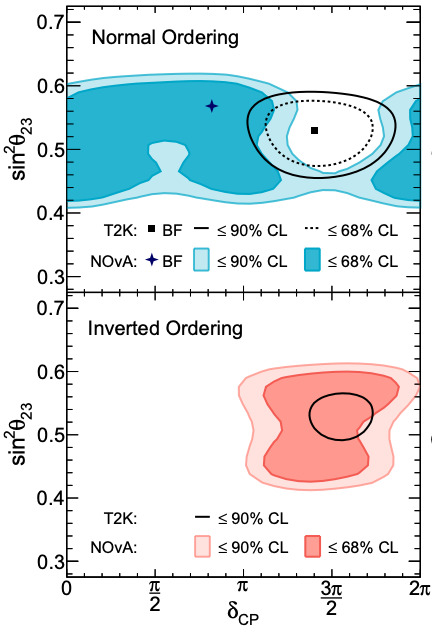 0.7
Normal Ordering
0.6
sin²θ₂₃
0.5
0.4
T2K: BF ≤ 90% CL ≤ 68% CL
NOvA: BF ≤ 90% CL ≤ 68% CL
0.3
0.7
Inverted Ordering
0.6
sin²θ₂₃
0.5
0.4
T2K: ≤ 90% CL
NOvA: ≤ 90% CL ≤ 68% CL
0.3
0 π/2 π 3π/2 2π
δCP